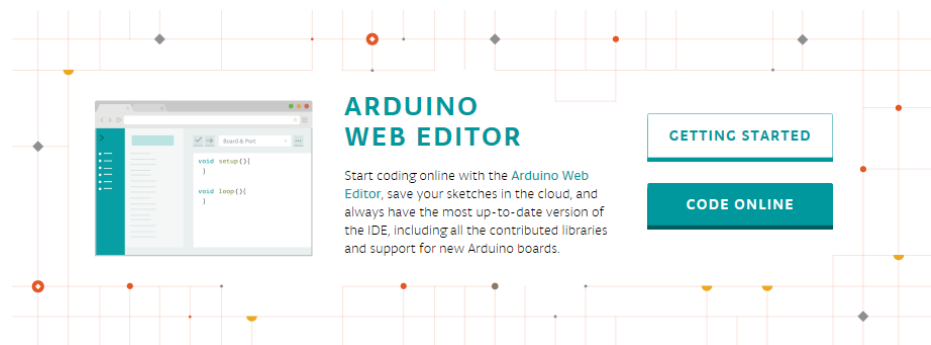 ARDUINO
WEB EDITOR
Start coding online with the Arduino Web
Editor, save your sketches in the cloud, and
always have the most up-to-date version of
the IDE, including all the contributed libraries
and support for new Arduino boards.
GETTING STARTED
CODE ONLINE
Board & Port
void setup(){
}
void loop(){
}